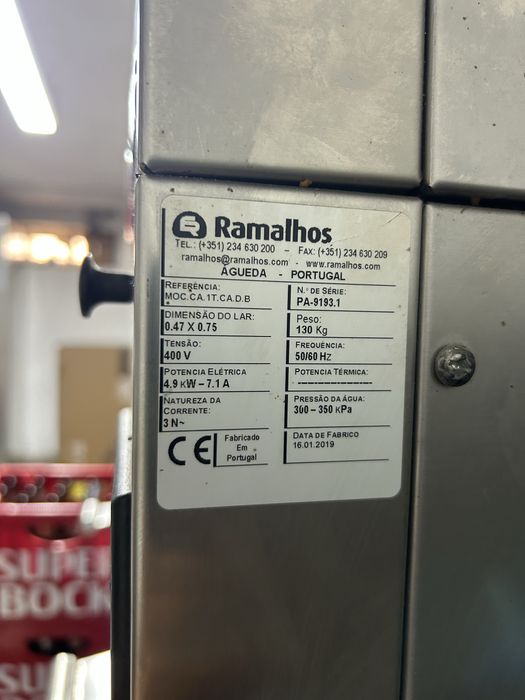 Ramalhos
TEL.: (+351) 234 630 200 – FAX: (+351) 234 630 209
ramalhos@ramalhos.com - www.ramalhos.com
ÁGUEDA - PORTUGAL
REFERÊNCIA:
MOC.CA.1T.CA.D.B
N.º DE SÉRIE:
PA-9193.1
DIMENSÃO DO LAR:
0.47 X 0.75
Peso:
130 Kg
TENSÃO:
400 V
FREQUÊNCIA:
50/60 Hz
POTENCIA ELÉTRICA
4.9 KW – 7.1 A
POTENCIA TÉRMICA:
---------------
NATUREZA DA
CORRENTE:
3 N~
PRESSÃO DA ÁGUA:
300 – 350 KPa
CE
Fabricado
Em
Portugal
DATA DE FABRICO
16.01.2019
SUPER
BOCK
SUPER